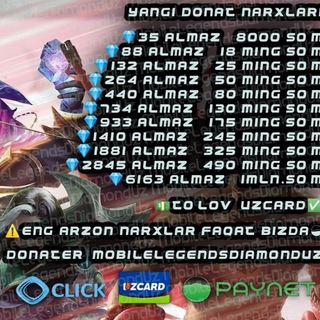 YANGI DONAT NARXLARI
💎35 ALMAZ 8000 SO M
💎88 ALMAZ 18 MING SO M
💎132 ALMAZ 25 MING SO M
💎264 ALMAZ 50 MING SO M
💎440 ALMAZ 80 MING SO M
💎734 ALMAZ 130 MING SO M
💎933 ALMAZ 175 MING SO M
💎1410 ALMAZ 245 MING SO M
💎1881 ALMAZ 325 MING SO M
💎2845 ALMAZ 490 MING SO M
💎6163 ALMAZ 1MLN.SO M
TO LOV UZCARD✅
⚠️ENG ARZON NARXLAR FAQAT BIZDA
DONATER | MOBILELEGENDSDIAMONDUZ
CLICK UZCARD PAYNET